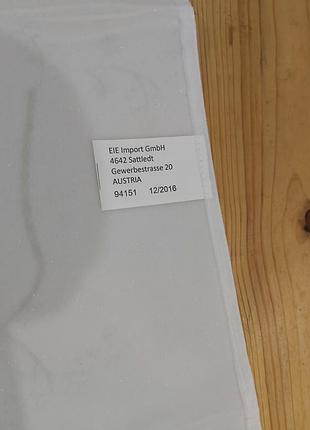 EIE Import GmbH
4642 Sattledt
Gewerbestrasse 20
AUSTRIA
94151 12/2016